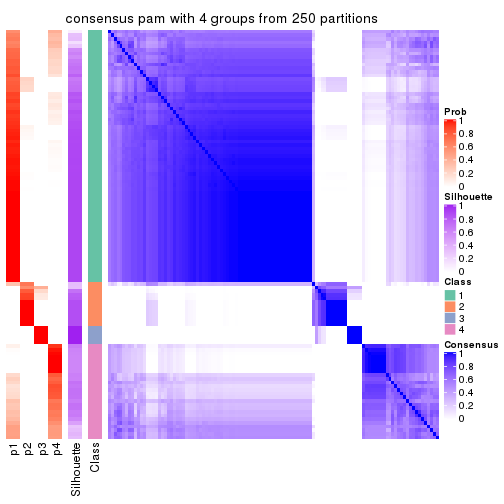 consensus pam with 4 groups from 250 partitions
Prob
1
0.8
0.6
0.4
0.2
0
Silhouette
1
0.8
0.6
0.4
0.2
0
Class
1
2
3
4
Consensus
1
0.8
0.6
0.4
0.2
0
p1
p2
p3
p4
Silhouette
Class